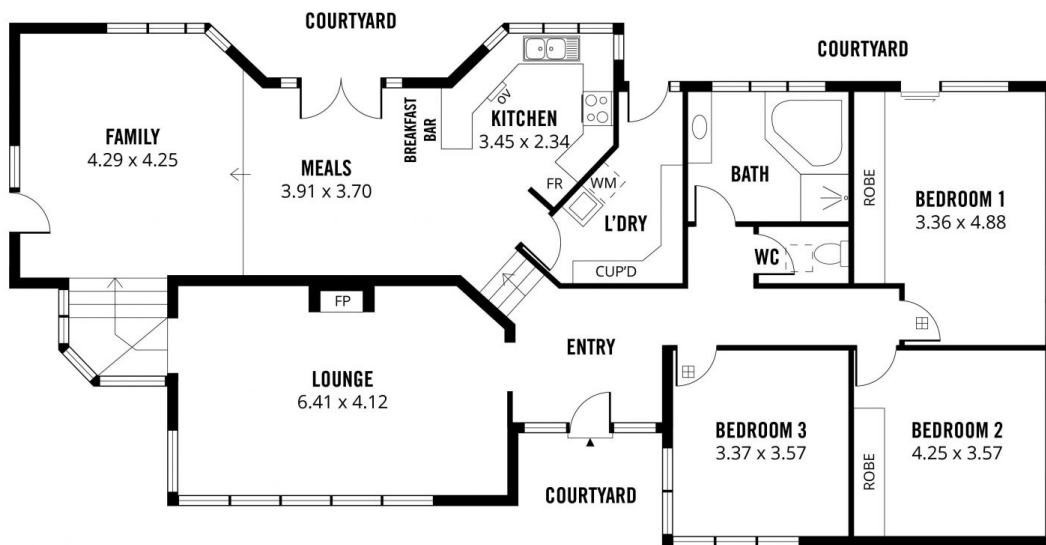 COURTYARD
COURTYARD
FAMILY
4.29 x 4.25
MEALS
3.91 x 3.70
BREAKFAST
BAR
OV
KITCHEN
3.45 x 2.34
FR
WM
L'DRY
CUP'D
BATH
WC
ROBE
BEDROOM 1
3.36 x 4.88
FP
LOUNGE
6.41 x 4.12
ENTRY
COURTYARD
BEDROOM 3
3.37 x 3.57
ROBE
BEDROOM 2
4.25 x 3.57